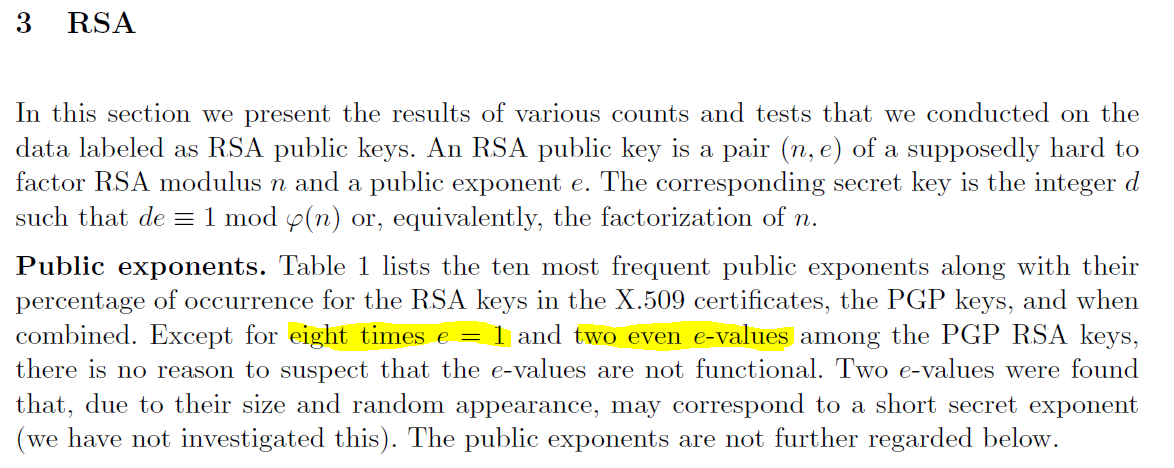 3 RSA
In this section we present the results of various counts and tests that we conducted on the
data labeled as RSA public keys. An RSA public key is a pair (n, e) of a supposedly hard to
factor RSA modulus n and a public exponent e. The corresponding secret key is the integer d
such that de ≡ 1 mod φ(n) or, equivalently, the factorization of n.
Public exponents. Table 1 lists the ten most frequent public exponents along with their
percentage of occurrence for the RSA keys in the X.509 certificates, the PGP keys, and when
combined. Except for eight times e = 1 and two even e-values among the PGP RSA keys,
there is no reason to suspect that the e-values are not functional. Two e-values were found
that, due to their size and random appearance, may correspond to a short secret exponent
(we have not investigated this). The public exponents are not further regarded below.